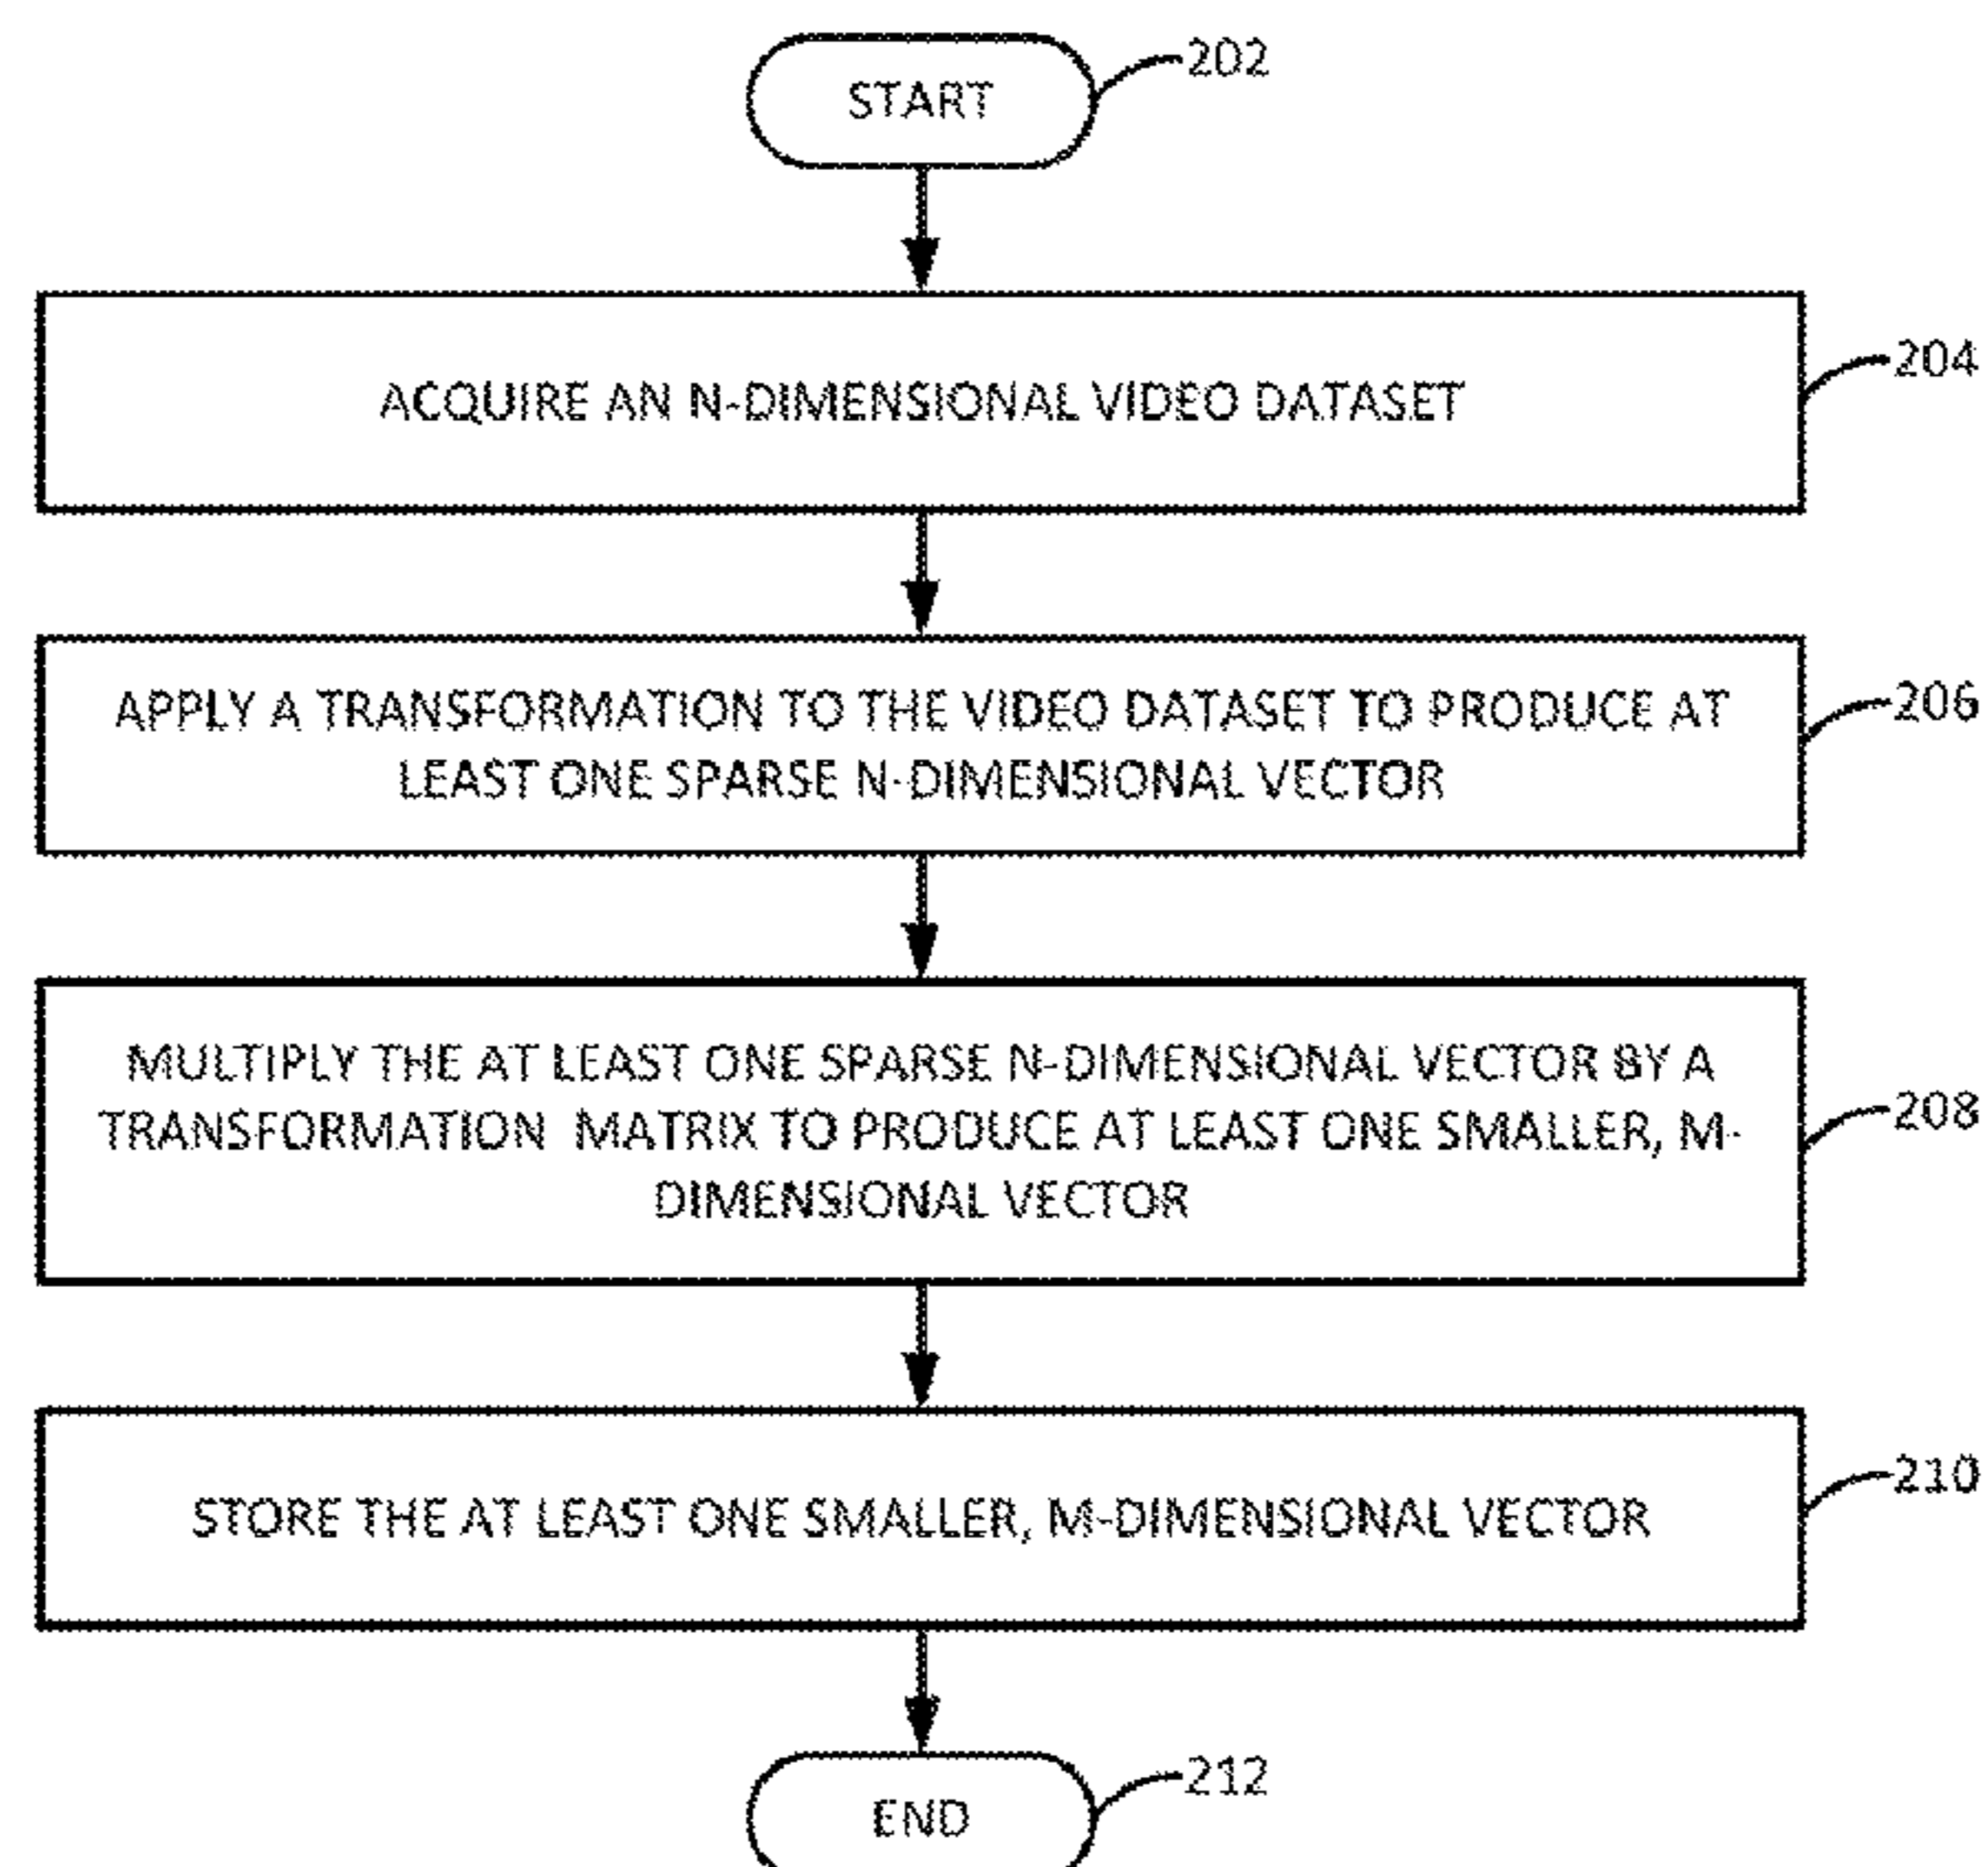 START
202
ACQUIRE AN N-DIMENSIONAL VIDEO DATASET
204
APPLY A TRANSFORMATION TO THE VIDEO DATASET TO PRODUCE AT
LEAST ONE SPARSE N-DIMENSIONAL VECTOR
206
MULTIPLY THE AT LEAST ONE SPARSE N-DIMENSIONAL VECTOR BY A
TRANSFORMATION MATRIX TO PRODUCE AT LEAST ONE SMALLER, M-
DIMENSIONAL VECTOR
208
STORE THE AT LEAST ONE SMALLER, M-DIMENSIONAL VECTOR
210
END
212